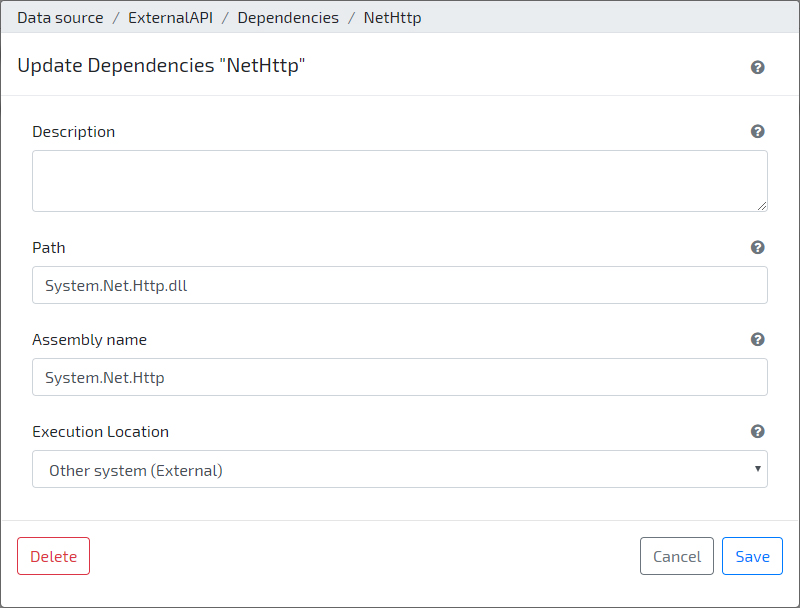 Data source / ExternalAPI / Dependencies / NetHttp
Update Dependencies "NetHttp"
Description
Path
System.Net.Http.dll
Assembly name
System.Net.Http
Execution Location
Other system (External)
Delete
Cancel
Save